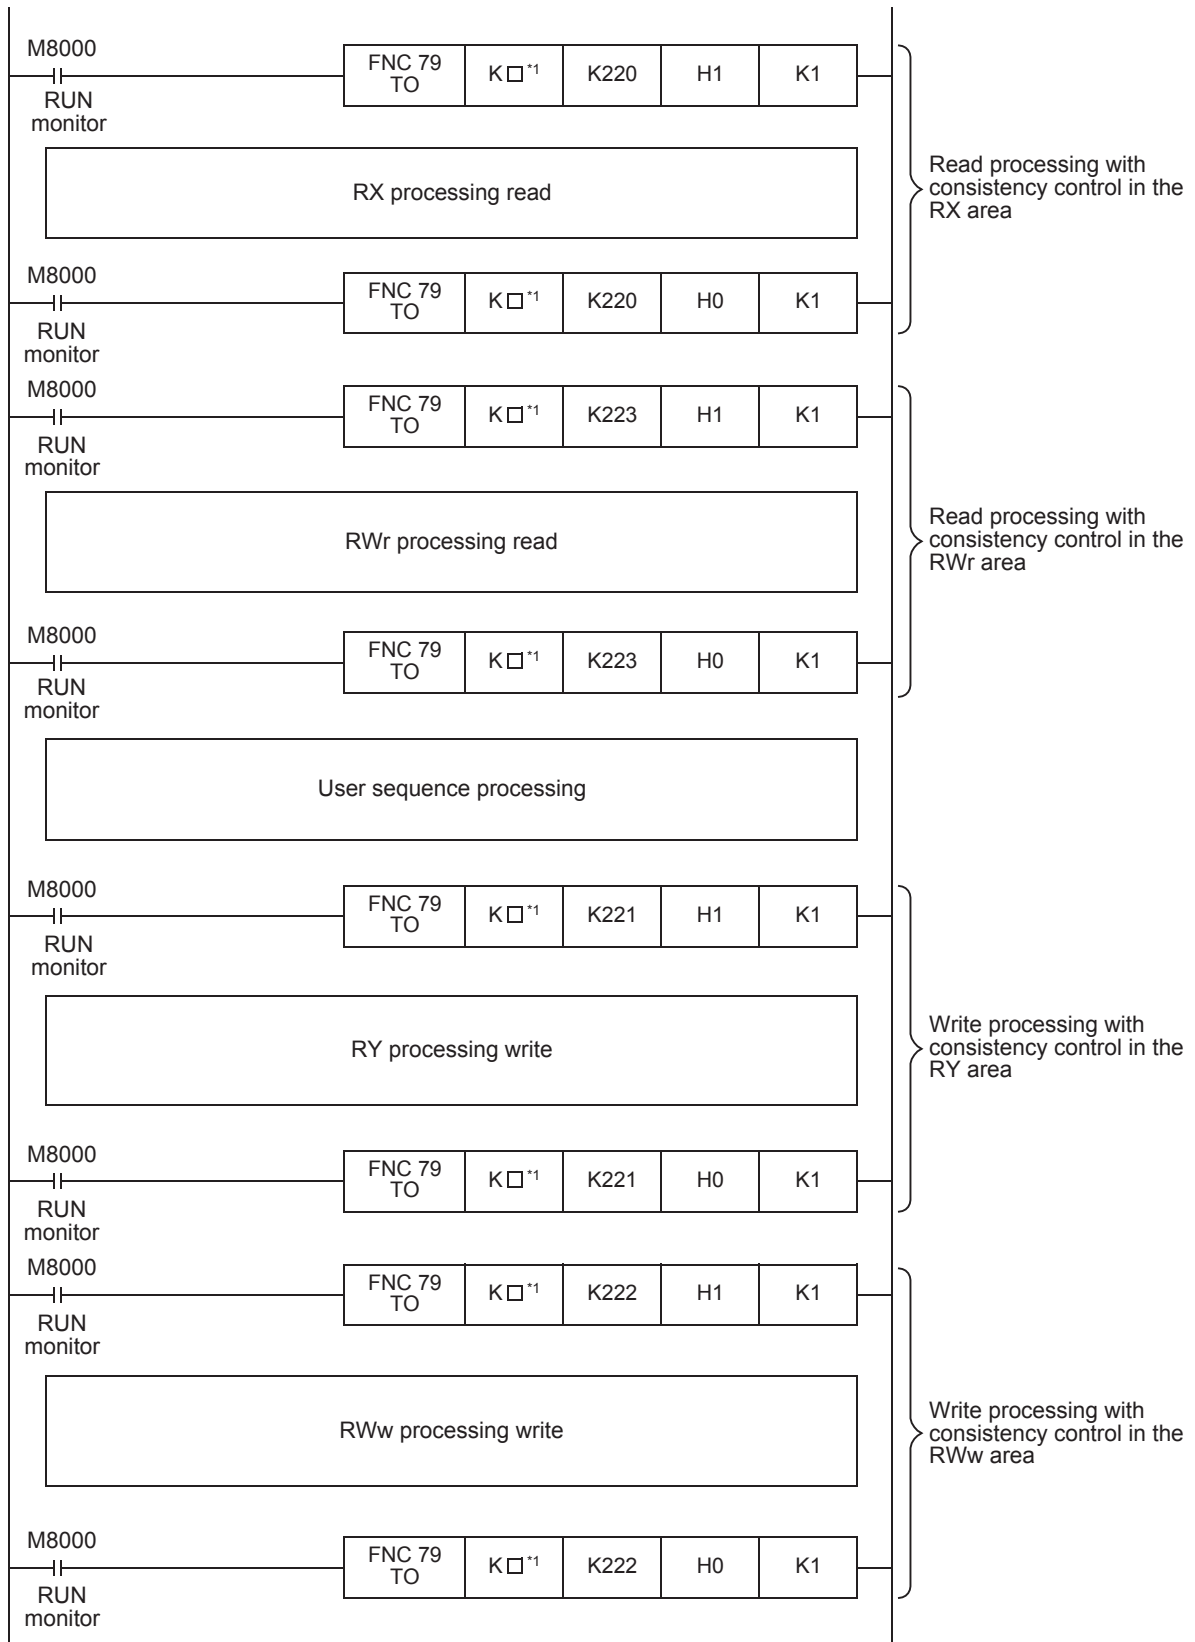 M8000
RUN
monitor
FNC 79
TO
K□*1
K220
H1
K1
RX processing read
Read processing with
consistency control in the
RX area
M8000
RUN
monitor
FNC 79
TO
K□*1
K220
H0
K1
M8000
RUN
monitor
FNC 79
TO
K□*1
K223
H1
K1
RWr processing read
Read processing with
consistency control in the
RWr area
M8000
RUN
monitor
FNC 79
TO
K□*1
K223
H0
K1
User sequence processing
M8000
RUN
monitor
FNC 79
TO
K□*1
K221
H1
K1
RY processing write
Write processing with
consistency control in the
RY area
M8000
RUN
monitor
FNC 79
TO
K□*1
K221
H0
K1
M8000
RUN
monitor
FNC 79
TO
K□*1
K222
H1
K1
RWw processing write
Write processing with
consistency control in the
RWw area
M8000
RUN
monitor
FNC 79
TO
K□*1
K222
H0
K1